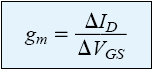 g_m = ΔI_D / ΔV_GS